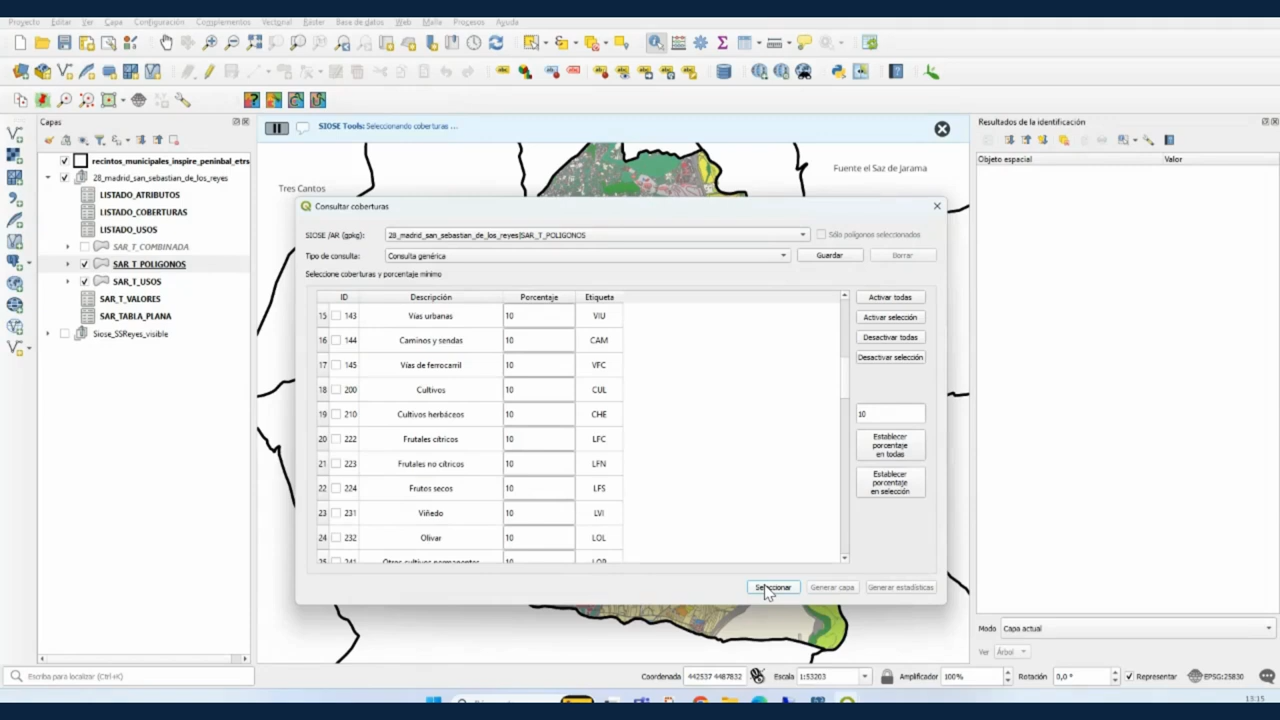 Proyecto Editar Ver Capa Configuración Complementos Vectorial Ráster Base de datos Web Malla Procesos Ayuda
Capas
SIOSE Tools: Seleccionando coberturas ...
Resultados de la identificación
Objeto espacial Valor
recintos_municipales_inspire_peninbal_etrs
28_madrid_san_sebastian_de_los_reyes
LISTADO_ATRIBUTOS
LISTADO_COBERTURAS
LISTADO_USOS
SAR_T_COMBINADA
SAR_T_POLIGONOS
SAR_T_USOS
SAR_T_VALORES
SAR_TABLA_PLANA
Siose_SSReyes_visible
Tres Cantos
Fuente el Saz de Jarama
Consultar coberturas
SIOSE /AR (gpkg): 28_madrid_san_sebastian_de_los_reyes|SAR_T_POLIGONOS Sólo polígonos seleccionados
Tipo de consulta: Consulta genérica Guardar Borrar
Seleccione coberturas y porcentaje mínimo
ID Descripción Porcentaje Etiqueta
15 143 Vías urbanas 10 VIU
16 144 Caminos y sendas 10 CAM
17 145 Vías de ferrocarril 10 VFC
18 200 Cultivos 10 CUL
19 210 Cultivos herbáceos 10 CHE
20 222 Frutales cítricos 10 LFC
21 223 Frutales no cítricos 10 LFN
22 224 Frutos secos 10 LFS
23 231 Viñedo 10 LVI
24 232 Olivar 10 LOL
25 241 Otros cultivos permanentes 10 LOP
Activar todas
Activar selección
Desactivar todas
Desactivar selección
10
Establecer
porcentaje
en todas
Establecer
porcentaje
en selección
Seleccionar Generar capa Generar estadísticas
Modo Capa actual
Ver Árbol
Escriba para localizar (Ctrl+K)
Coordenada 442537 4487832 Escala 1:53203 Amplificador 100% Rotación 0,0 ° Representar EPSG:25830
13:15